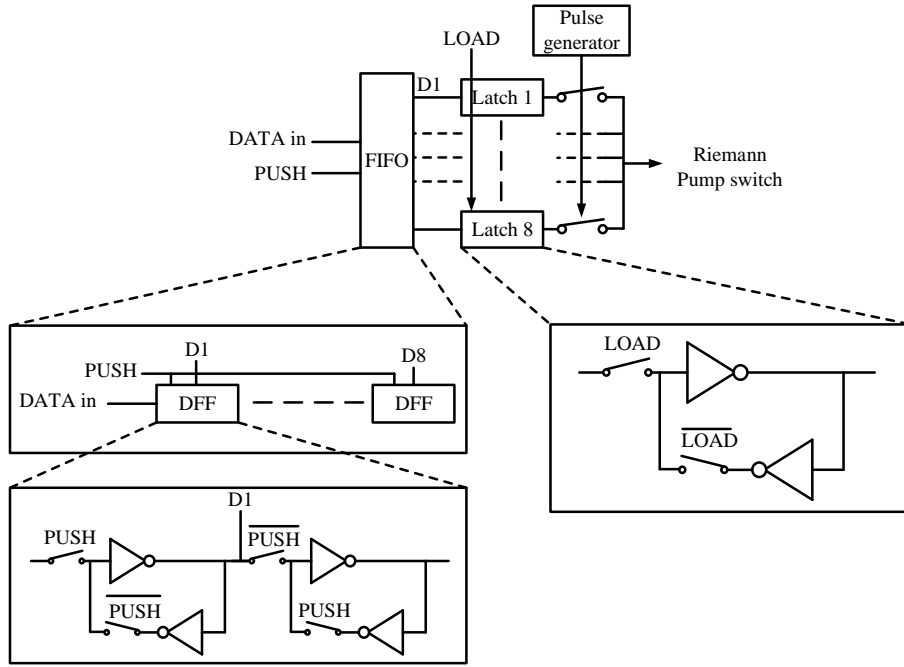 Pulse
generator
LOAD
D1
Latch 1
DATA in
PUSH
FIFO
Riemann
Pump switch
Latch 8
D1
PUSH
D8
DATA in
DFF
DFF
LOAD
LOAD
D1
PUSH
PUSH
PUSH
PUSH